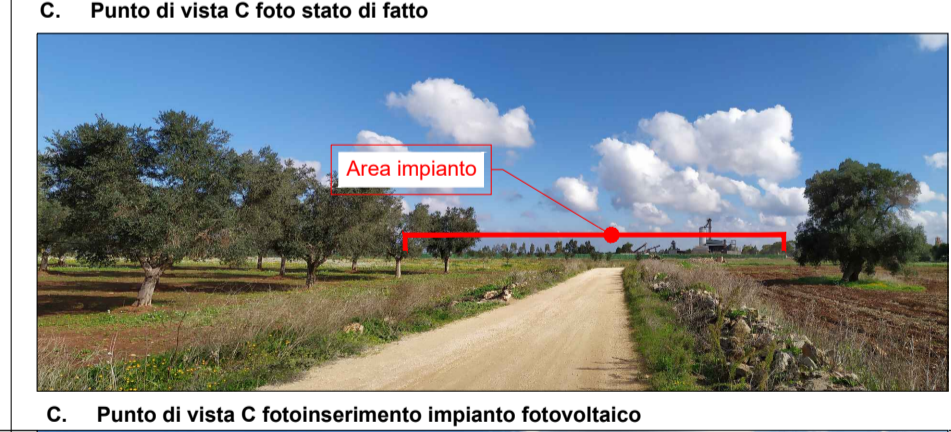 C. Punto di vista C foto stato di fatto
Area impianto
C. Punto di vista C fotoinserimento impianto fotovoltaico